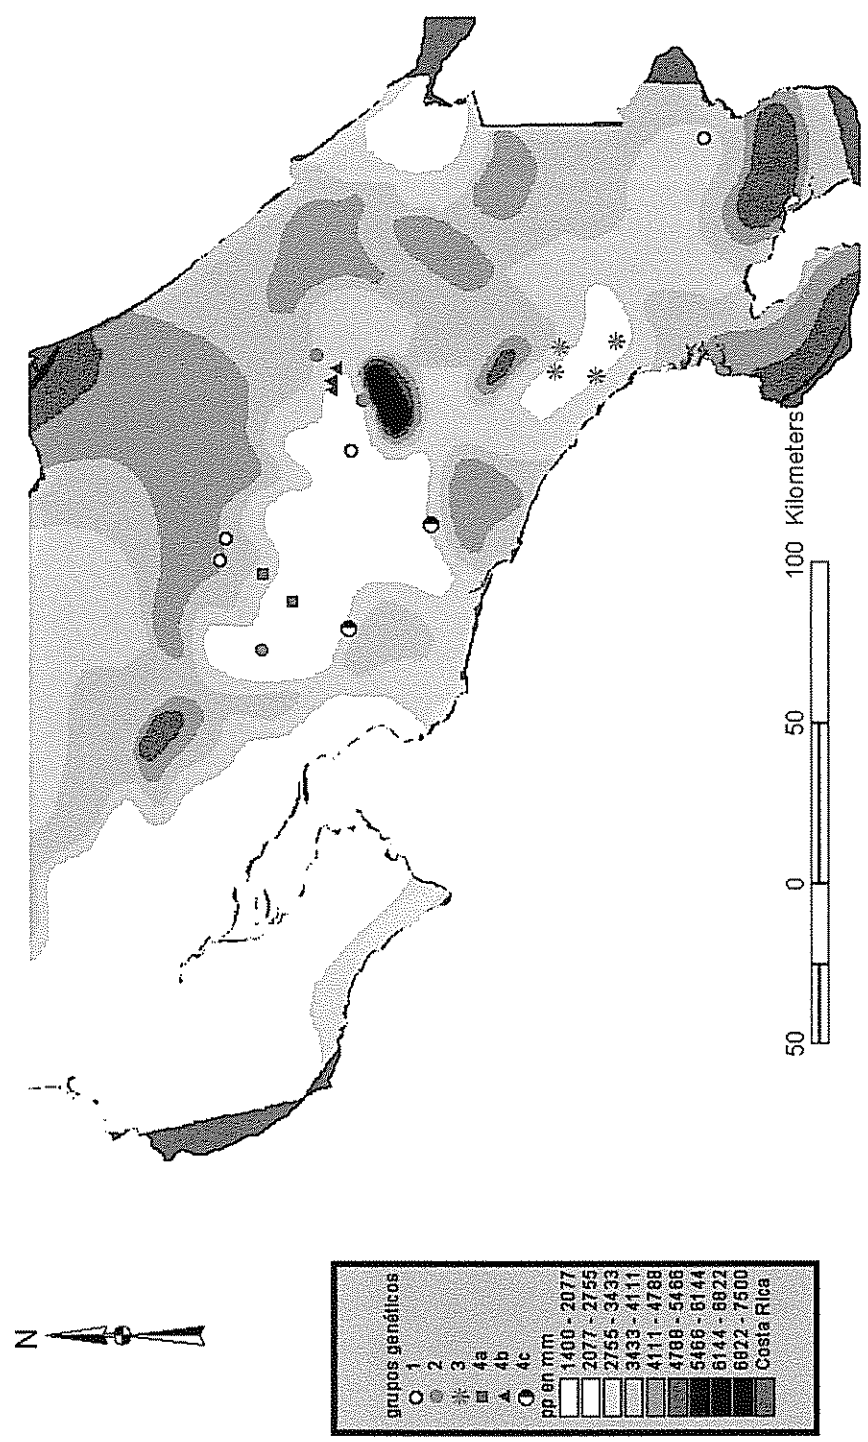 N
grupos genéticos
1
2
3
4a
4b
4c
pp en mm
1400 - 2077
2077 - 2755
2755 - 3433
3433 - 4111
4111 - 4788
4788 - 5466
5466 - 6144
6144 - 6822
6822 - 7500
Costa Rica
50 0 50 100 Kilometers